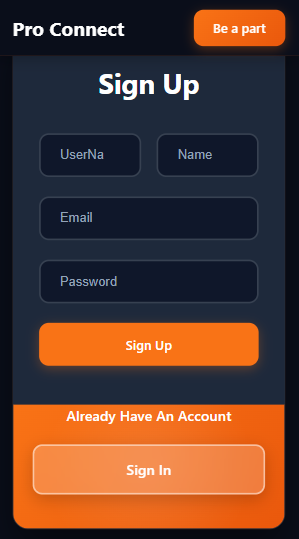 Pro Connect
Be a part
Sign Up
UserNa
Name
Email
Password
Sign Up
Already Have An Account
Sign In